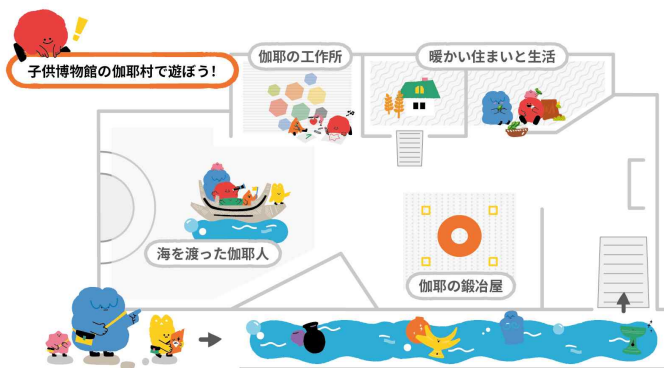 子供博物館の伽耶村で遊ぼう!
伽耶の工作所
暖かい住まいと生活
海を渡った伽耶人
伽耶の鍛冶屋